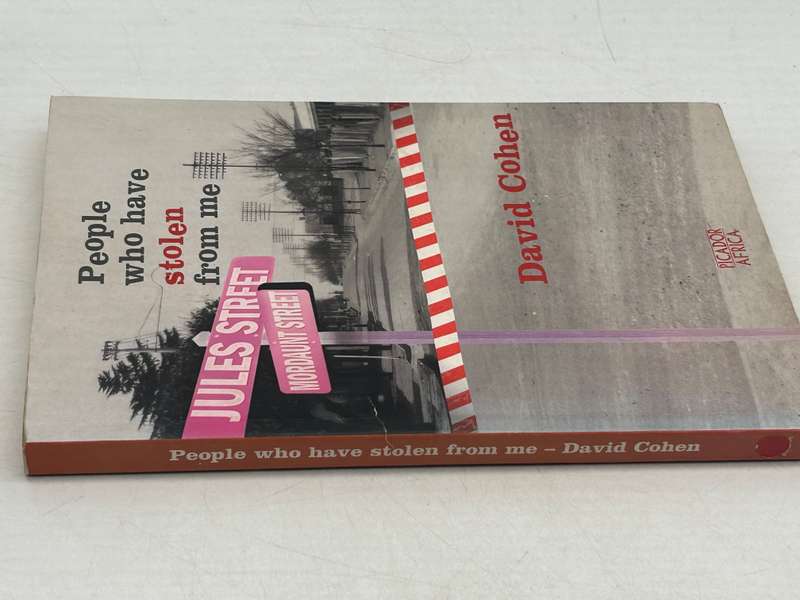 People
who have
stolen
from me
JULES STREET
MORDAUNT STREET
David Cohen
PICADOR
AFRICA
People who have stolen from me – David Cohen